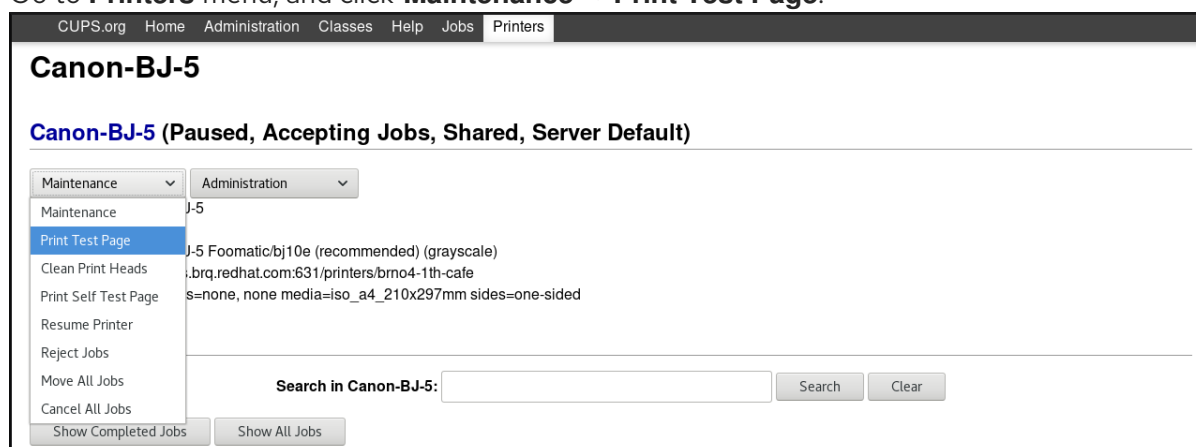 Go to Printers menu, and click Maintenance Print Test Page.
CUPS.org Home Administration Classes Help Jobs Printers
Canon-BJ-5
Canon-BJ-5 (Paused, Accepting Jobs, Shared, Server Default)
Maintenance Administration
Maintenance J-5
Print Test Page
J-5 Foomatic/bj10e (recommended) (grayscale)
Clean Print Heads
.brq.redhat.com:631/printers/brno4-1th-cafe
Print Self Test Page s=none, none media=iso_a4_210x297mm sides=one-sided
Resume Printer
Reject Jobs
Move All Jobs
Search in Canon-BJ-5: Search Clear
Cancel All Jobs
Show Completed Jobs Show All Jobs